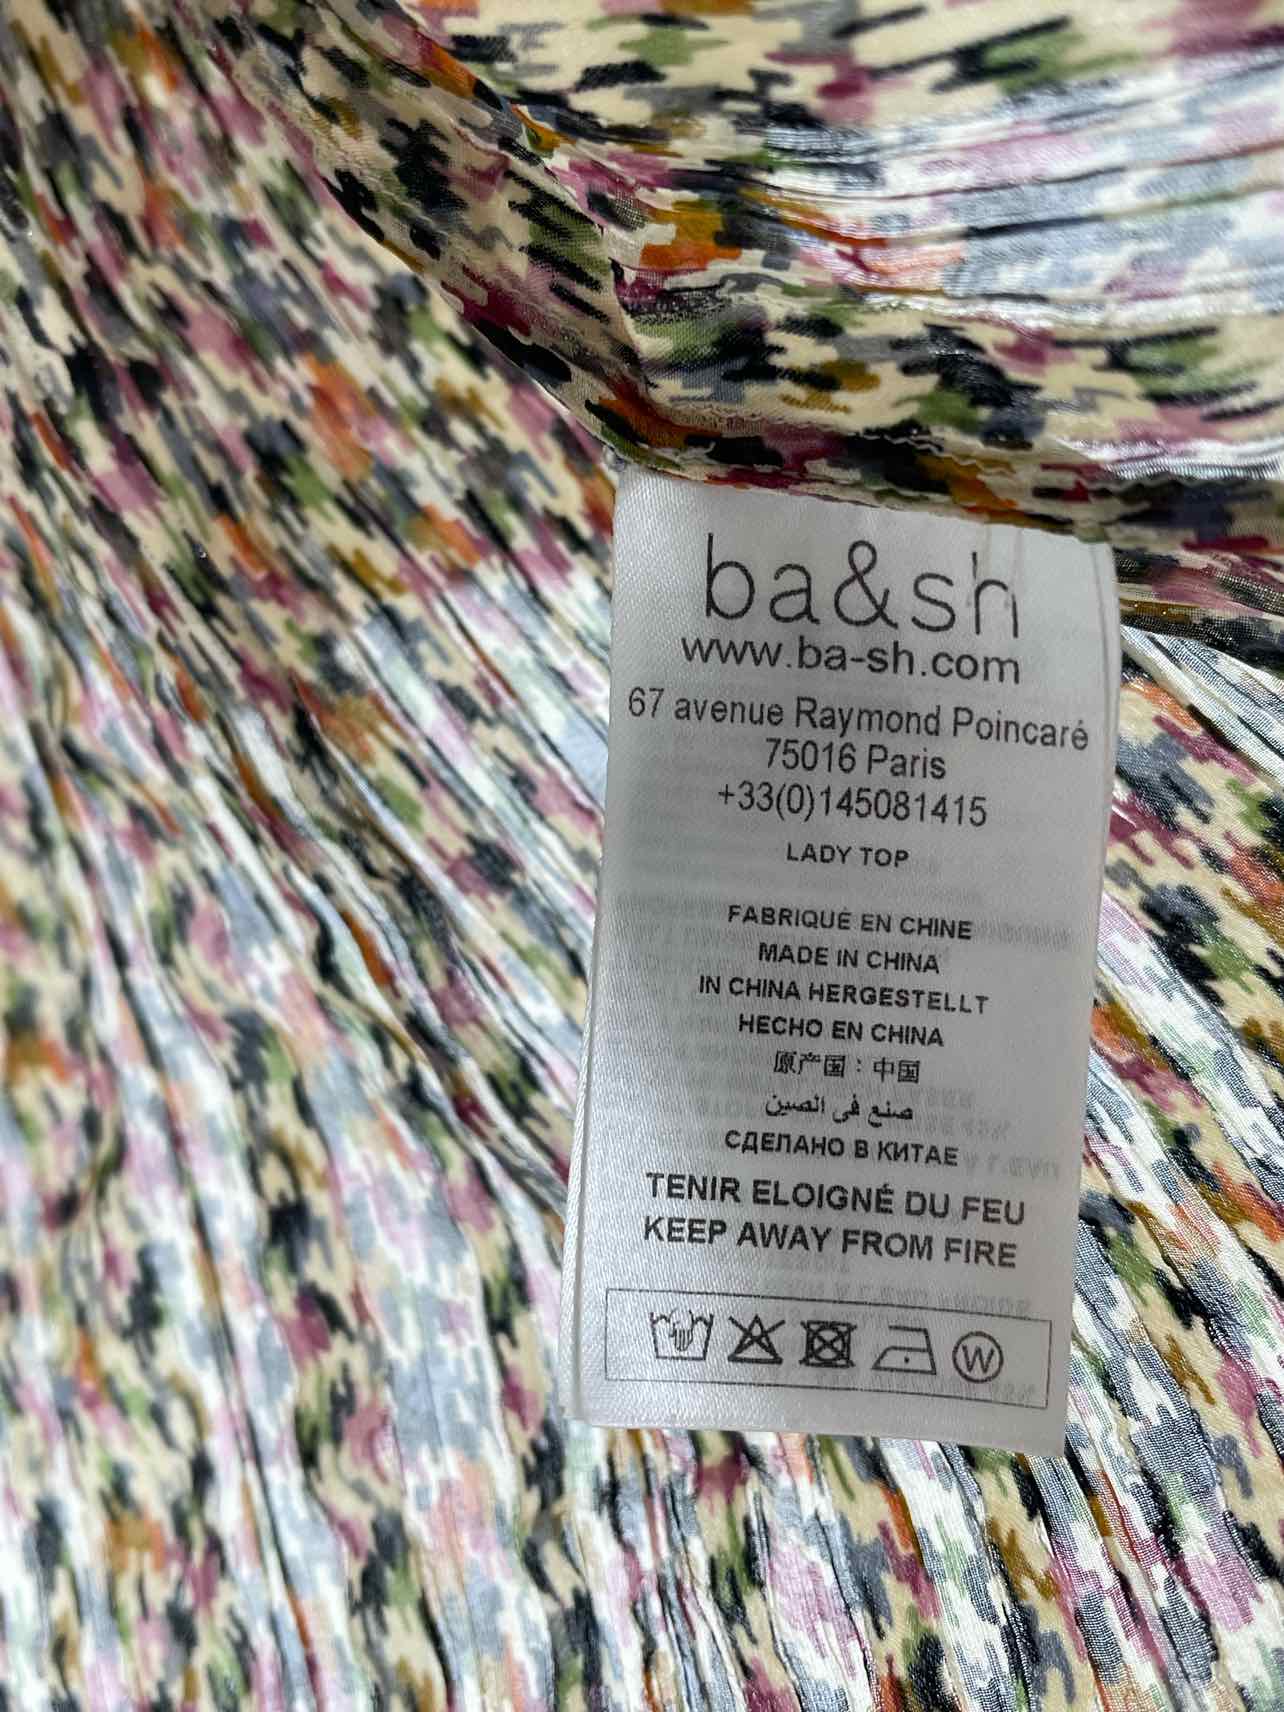 ba&sh
www.ba-sh.com
67 avenue Raymond Poincaré
75016 Paris
+33(0)145081415
LADY TOP
FABRIQUÉ EN CHINE
MADE IN CHINA
IN CHINA HERGESTELLT
HECHO EN CHINA
原产国：中国
صنع في الصين
СДЕЛАНО В КИТАЕ
TENIR ELOIGNÉ DU FEU
KEEP AWAY FROM FIRE
W